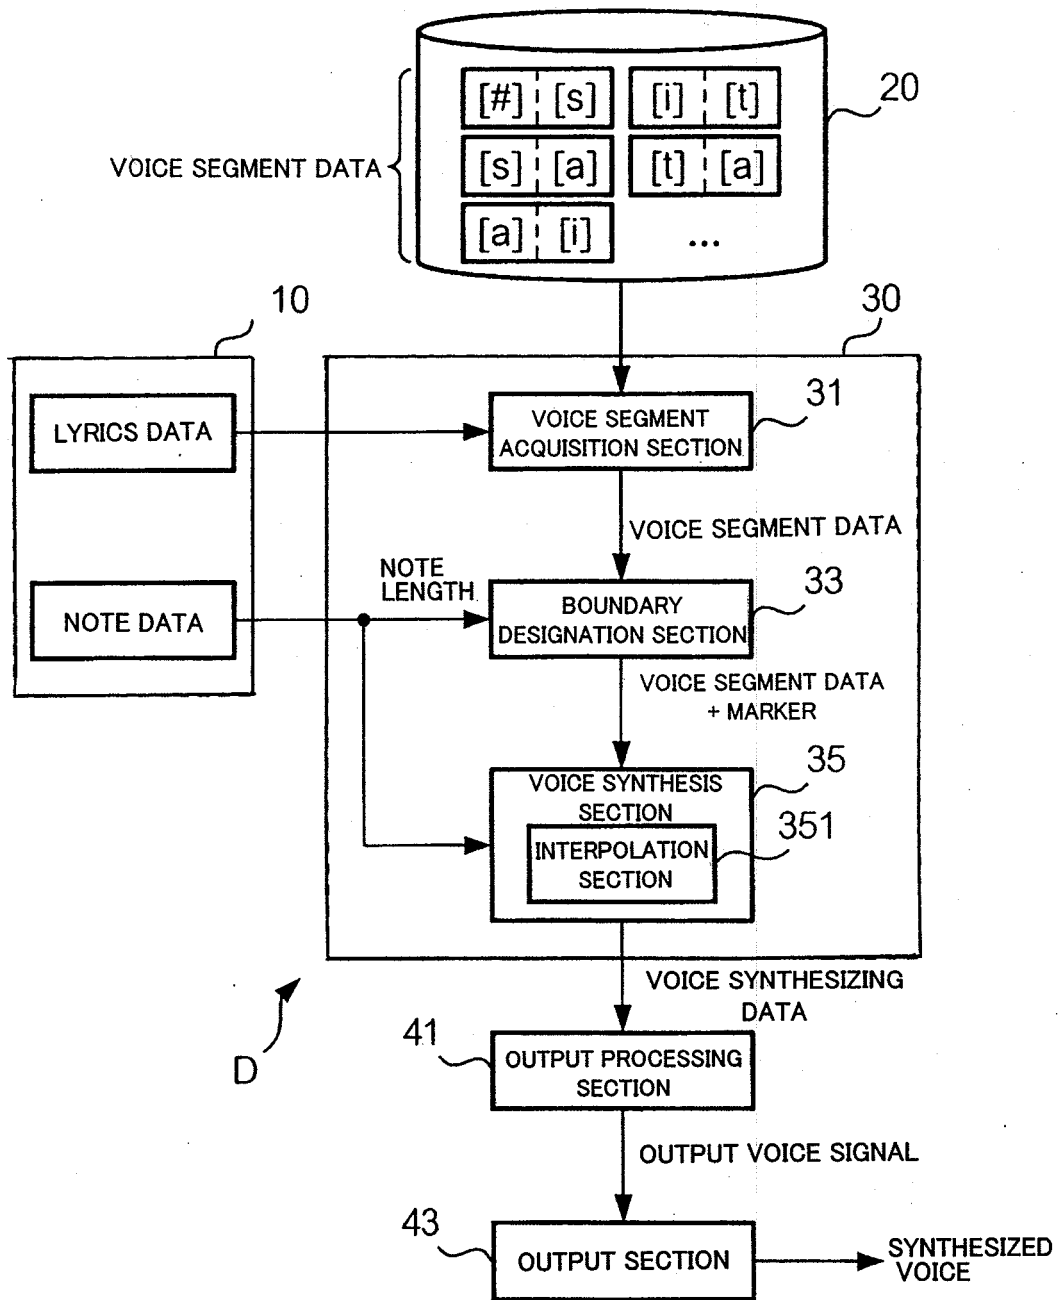 [#] [s] [i] [t]
20
VOICE SEGMENT DATA
[s] [a] [t] [a]
[a] [i] ...
10
30
LYRICS DATA
31
VOICE SEGMENT
ACQUISITION SECTION
VOICE SEGMENT DATA
NOTE DATA
NOTE
LENGTH
33
BOUNDARY
DESIGNATION SECTION
VOICE SEGMENT DATA
+ MARKER
35
VOICE SYNTHESIS
SECTION
351
INTERPOLATION
SECTION
VOICE SYNTHESIZING
DATA
D
41
OUTPUT PROCESSING
SECTION
OUTPUT VOICE SIGNAL
43
OUTPUT SECTION
SYNTHESIZED
VOICE